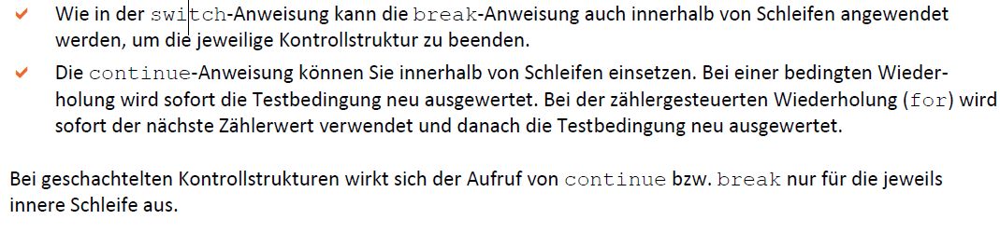 Wie in der switch-Anweisung kann die break-Anweisung auch innerhalb von Schleifen angewendet
werden, um die jeweilige Kontrollstruktur zu beenden.
Die continue-Anweisung können Sie innerhalb von Schleifen einsetzen. Bei einer bedingten Wieder-
holung wird sofort die Testbedingung neu ausgewertet. Bei der zählergesteuerten Wiederholung (for) wird
sofort der nächste Zählerwert verwendet und danach die Testbedingung neu ausgewertet.
Bei geschachtelten Kontrollstrukturen wirkt sich der Aufruf von continue bzw. break nur für die jeweils
innere Schleife aus.